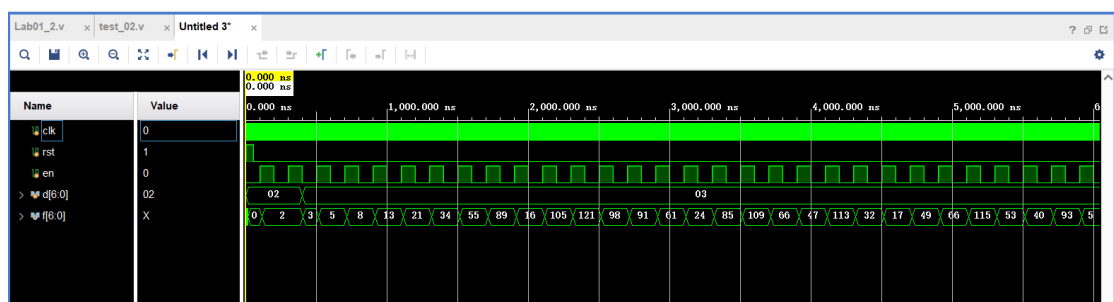 Lab01_2.v × test_02.v × Untitled 3* ×
?
0.000 ns
0.000 ns
Name Value 0.000 ns 1,000.000 ns 2,000.000 ns 3,000.000 ns 4,000.000 ns 5,000.000 ns 6
clk 0
rst 1
en 0
> d[6:0] 02 02 03
> f[6:0] X 0 2 3 5 8 13 21 34 55 89 16 105 121 98 91 61 24 85 109 66 47 113 32 17 49 66 115 53 40 93 5